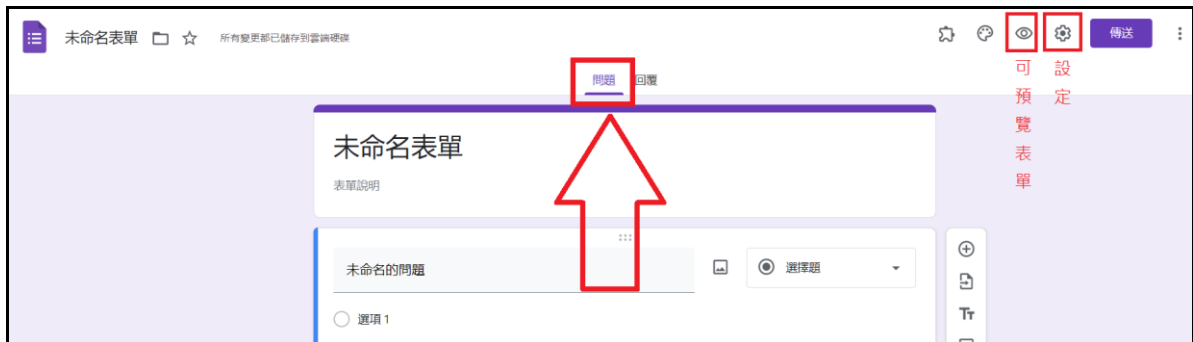 未命名表單 所有變更都已儲存到雲端硬碟 傳送
問題 回覆
可預覽表單
設定
未命名表單
表單說明
未命名的問題 選擇題
選項 1
Tт